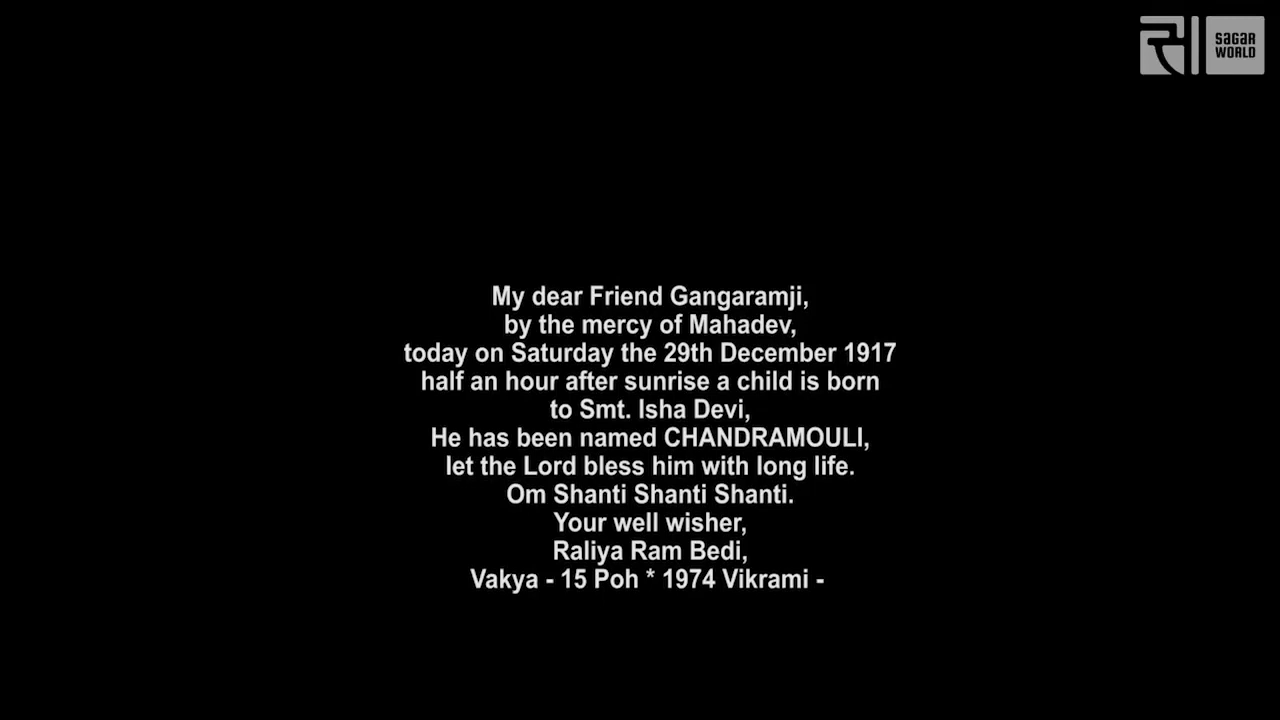 SAGAR
WORLD
My dear Friend Gangaramji,
by the mercy of Mahadev,
today on Saturday the 29th December 1917
half an hour after sunrise a child is born
to Smt. Isha Devi,
He has been named CHANDRAMOULI,
let the Lord bless him with long life.
Om Shanti Shanti Shanti.
Your well wisher,
Raliya Ram Bedi,
Vakya - 15 Poh * 1974 Vikrami -